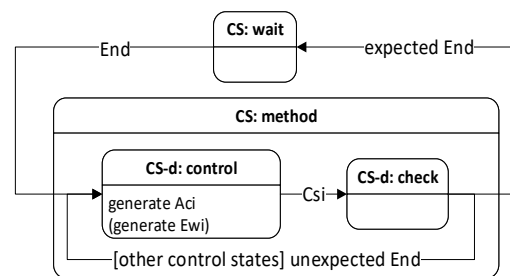 CS: wait
End
expected End
CS: method
CS-d: control
CS-d: check
generate Aci
(generate Ewi)
Csi
[other control states] unexpected End